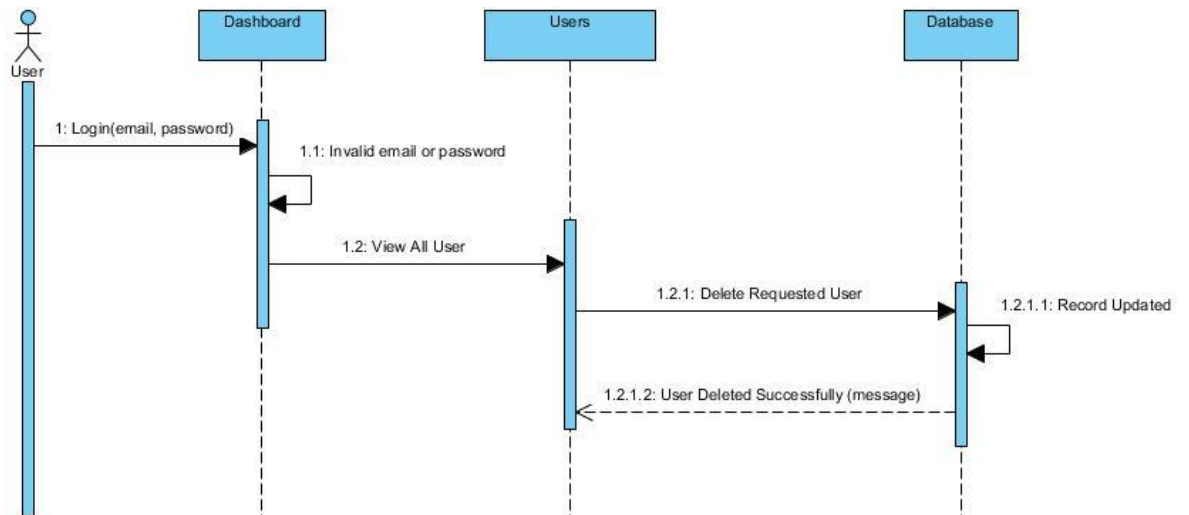 Dashboard
Users
Database
User
1: Login(email, password)
1.1: Invalid email or password
1.2: View All User
1.2.1: Delete Requested User
1.2.1.1: Record Updated
1.2.1.2: User Deleted Successfully (message)